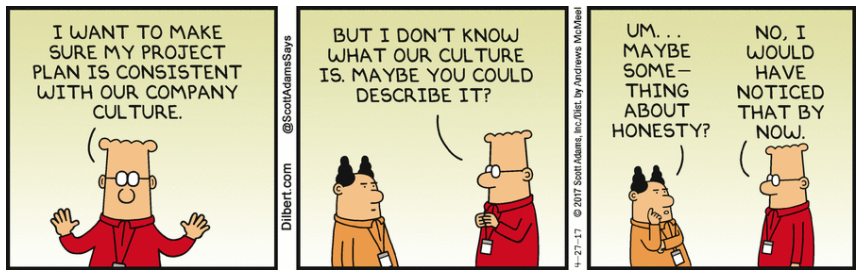 I WANT TO MAKE
SURE MY PROJECT
PLAN IS CONSISTENT
WITH OUR COMPANY
CULTURE.
Dilbert.com @ScottAdamsSays
BUT I DON'T KNOW
WHAT OUR CULTURE
IS. MAYBE YOU COULD
DESCRIBE IT?
4-27-17 © 2017 Scott Adams, Inc./Dist. by Andrews McMeel
UM...
MAYBE
SOME–
THING
ABOUT
HONESTY?
NO, I
WOULD
HAVE
NOTICED
THAT BY
NOW.